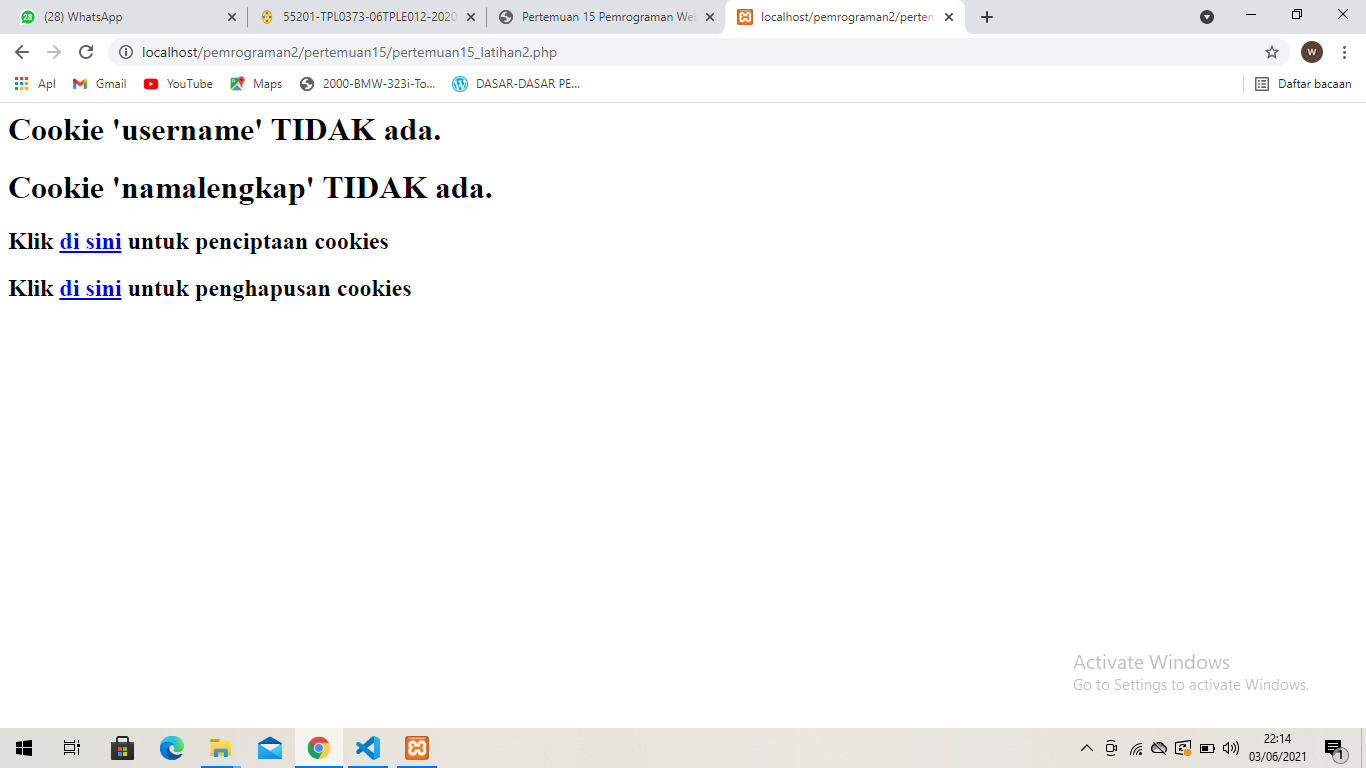 28 (28) WhatsApp
55201-TPL0373-06TPLE012-2020
Pertemuan 15 Pemrograman Wel
localhost/pemrograman2/pertem
localhost/pemrograman2/pertemuan15/pertemuan15_latihan2.php
W
Apl
Gmail
YouTube
Maps
2000-BMW-323i-To...
DASAR-DASAR PE...
Daftar bacaan
Cookie 'username' TIDAK ada.
Cookie 'namalengkap' TIDAK ada.
Klik di sini untuk penciptaan cookies
Klik di sini untuk penghapusan cookies
Activate Windows
Go to Settings to activate Windows.
22:14
03/06/2021
1